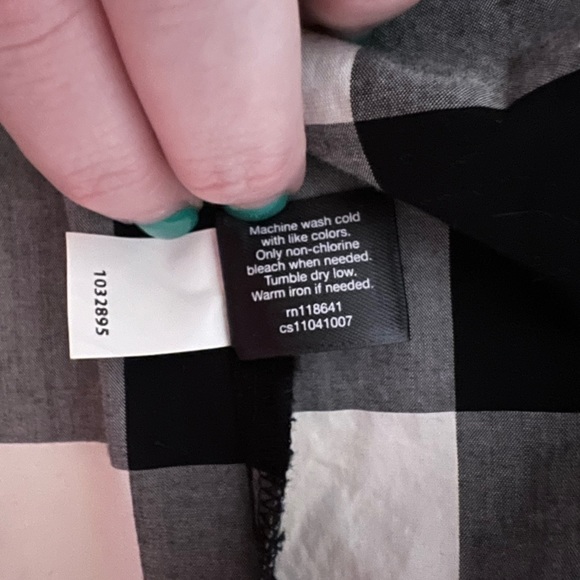 1032895
Machine wash cold
with like colors.
Only non-chlorine
bleach when needed.
Tumble dry low.
Warm iron if needed.
rn118641
cs11041007